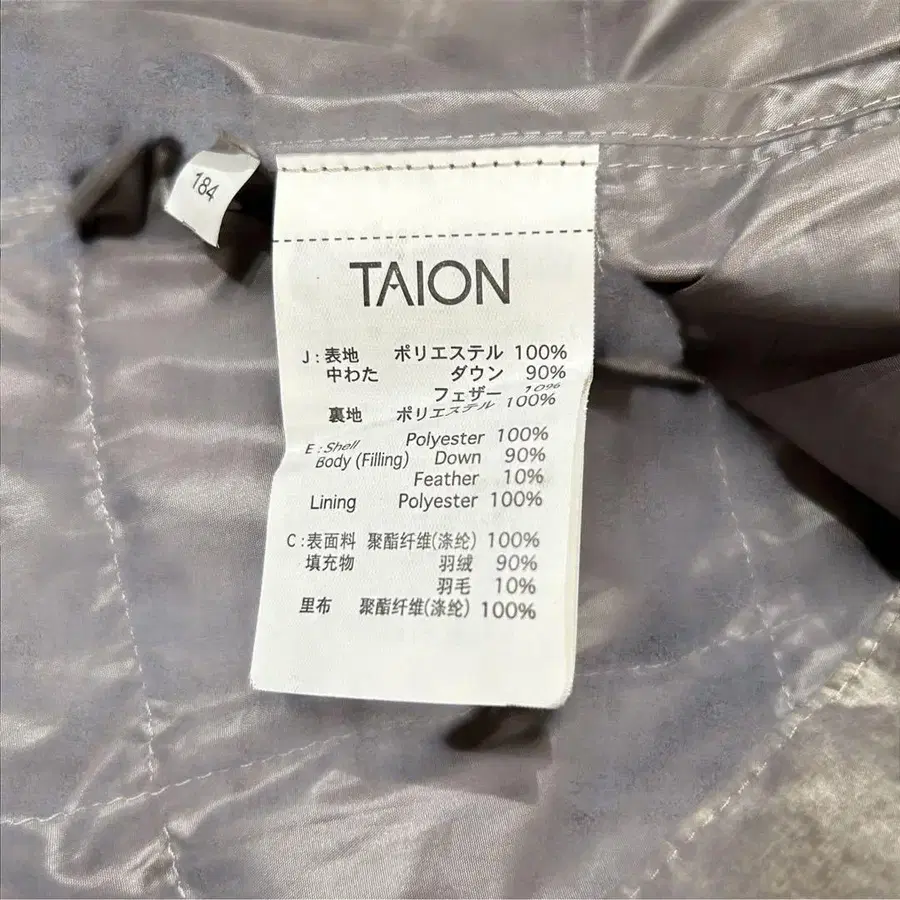 184
TAION
J : 表地 ポリエステル 100%
中わた ダウン 90%
フェザー 10%
裏地 ポリエステル 100%
E : Shell Polyester 100%
Body (Filling) Down 90%
Feather 10%
Lining Polyester 100%
C : 表面料 聚酯纤维(涤纶) 100%
填充物 羽绒 90%
羽毛 10%
里布 聚酯纤维(涤纶) 100%